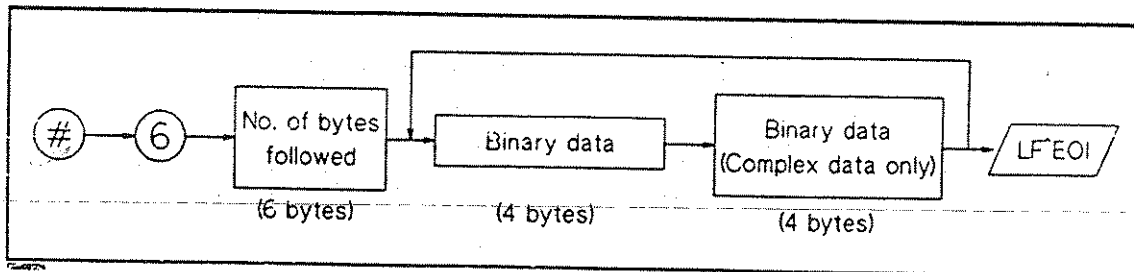 #
6
No. of bytes
followed
(6 bytes)
Binary data
(4 bytes)
Binary data
(Complex data only)
(4 bytes)
LF^EOI